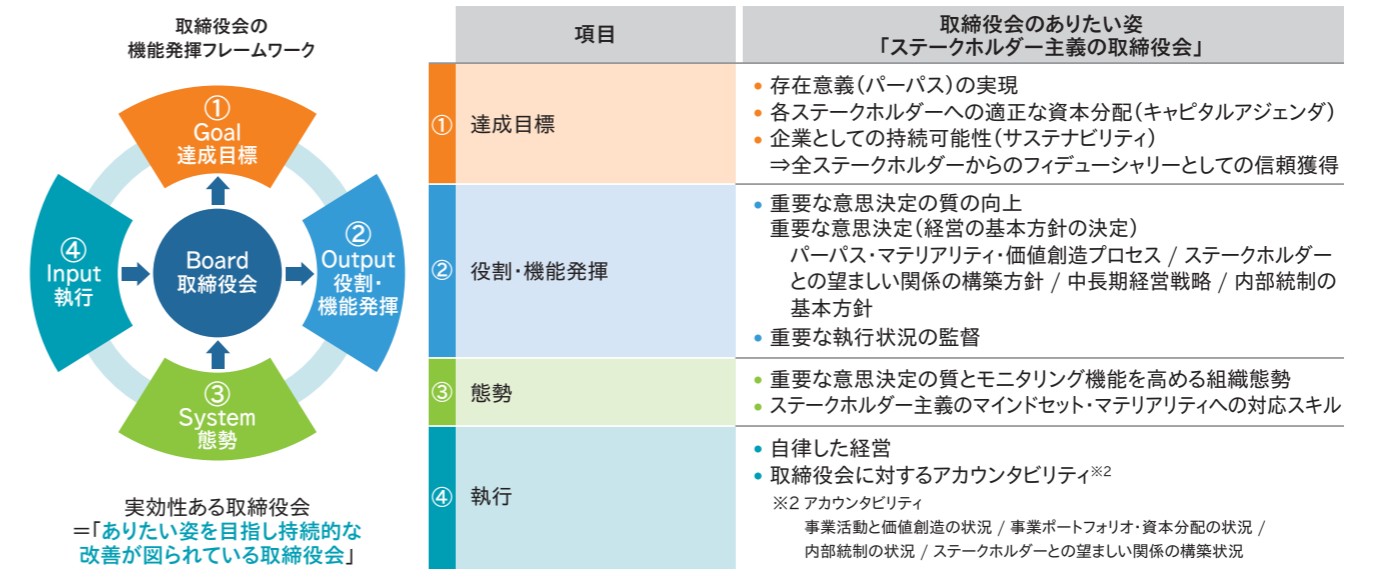 取締役会の
機能発揮フレームワーク
①
Goal
達成目標
④
Input
執行
Board
取締役会
②
Output
役割・
機能発揮
③
System
態勢
実効性ある取締役会
＝「ありたい姿を目指し持続的な
改善が図られている取締役会」
項目
取締役会のありたい姿
「ステークホルダー主義の取締役会」
① 達成目標
• 存在意義（パーパス）の実現
• 各ステークホルダーへの適正な資本分配（キャピタルアジェンダ）
• 企業としての持続可能性（サステナビリティ）
⇒全ステークホルダーからのフィデューシャリーとしての信頼獲得
② 役割・機能発揮
• 重要な意思決定の質の向上
重要な意思決定（経営の基本方針の決定）
パーパス・マテリアリティ・価値創造プロセス / ステークホルダー
との望ましい関係の構築方針 / 中長期経営戦略 / 内部統制の
基本方針
• 重要な執行状況の監督
③ 態勢
• 重要な意思決定の質とモニタリング機能を高める組織態勢
• ステークホルダー主義のマインドセット・マテリアリティへの対応スキル
④ 執行
• 自律した経営
• 取締役会に対するアカウンタビリティ※2
※2 アカウンタビリティ
事業活動と価値創造の状況 / 事業ポートフォリオ・資本分配の状況 /
内部統制の状況 / ステークホルダーとの望ましい関係の構築状況